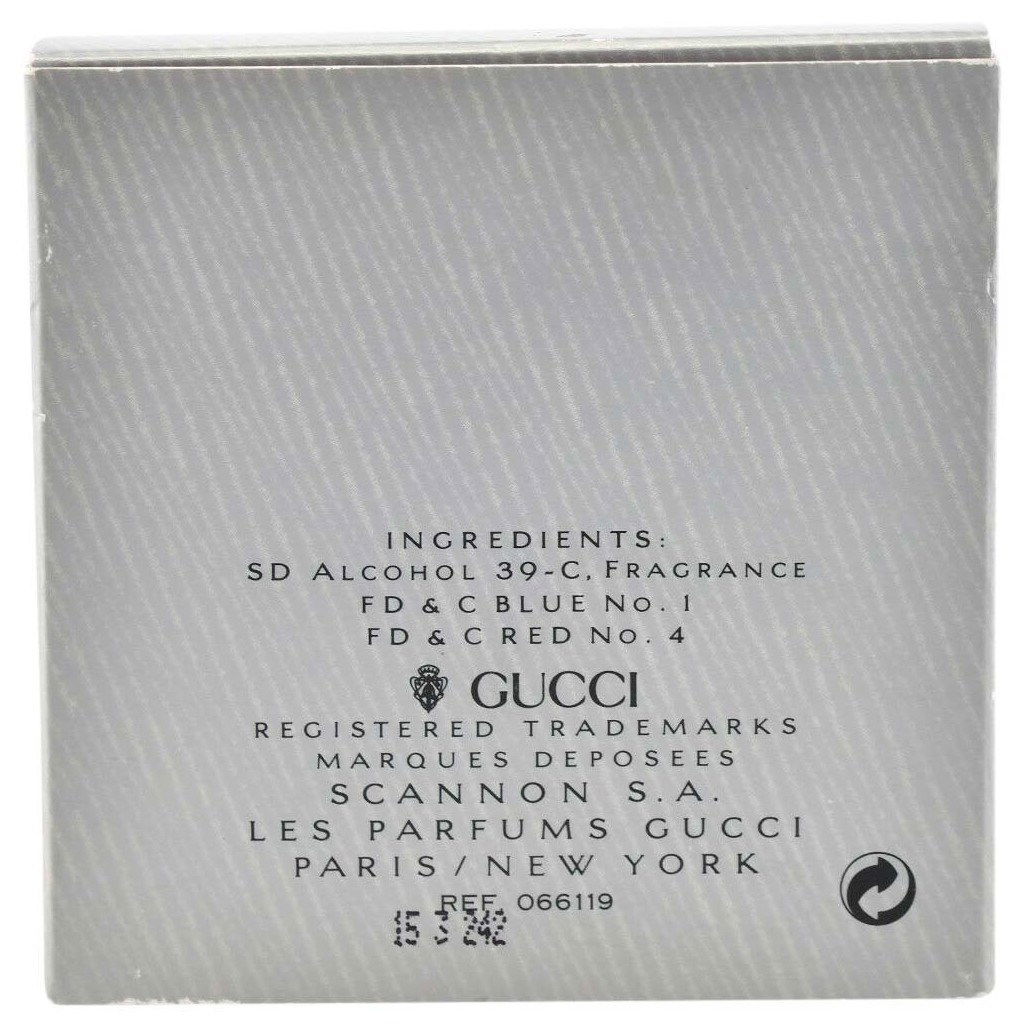 INGREDIENTS:
SD ALCOHOL 39-C, FRAGRANCE
FD & C BLUE NO. 1
FD & C RED NO. 4
GUCCI
REGISTERED TRADEMARKS
MARQUES DEPOSEES
SCANNON S.A.
LES PARFUMS GUCCI
PARIS/NEW YORK
REF. 066119
15 3 242